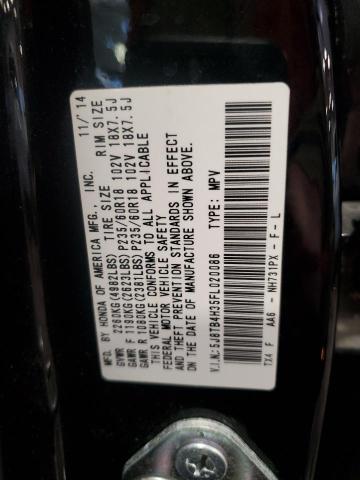 MFD. BY HONDA OF AMERICA MFG., INC. 11/'14
GVWR 2260KG(4982LBS) TIRE SIZE RIM SIZE
GAWR F 1190KG(2623LBS) P235/60R18 102V 18X7.5J
GAWR R 1080KG(2381LBS) P235/60R18 102V 18X7.5J
THIS VEHICLE CONFORMS TO ALL APPLICABLE
FEDERAL MOTOR VEHICLE SAFETY
AND THEFT PREVENTION STANDARDS IN EFFECT
ON THE DATE OF MANUFACTURE SHOWN ABOVE.
V.I.N: 5J8TB4H35FL020086 TYPE: MPV
TX4 F AA6 - NH731PX - F - L